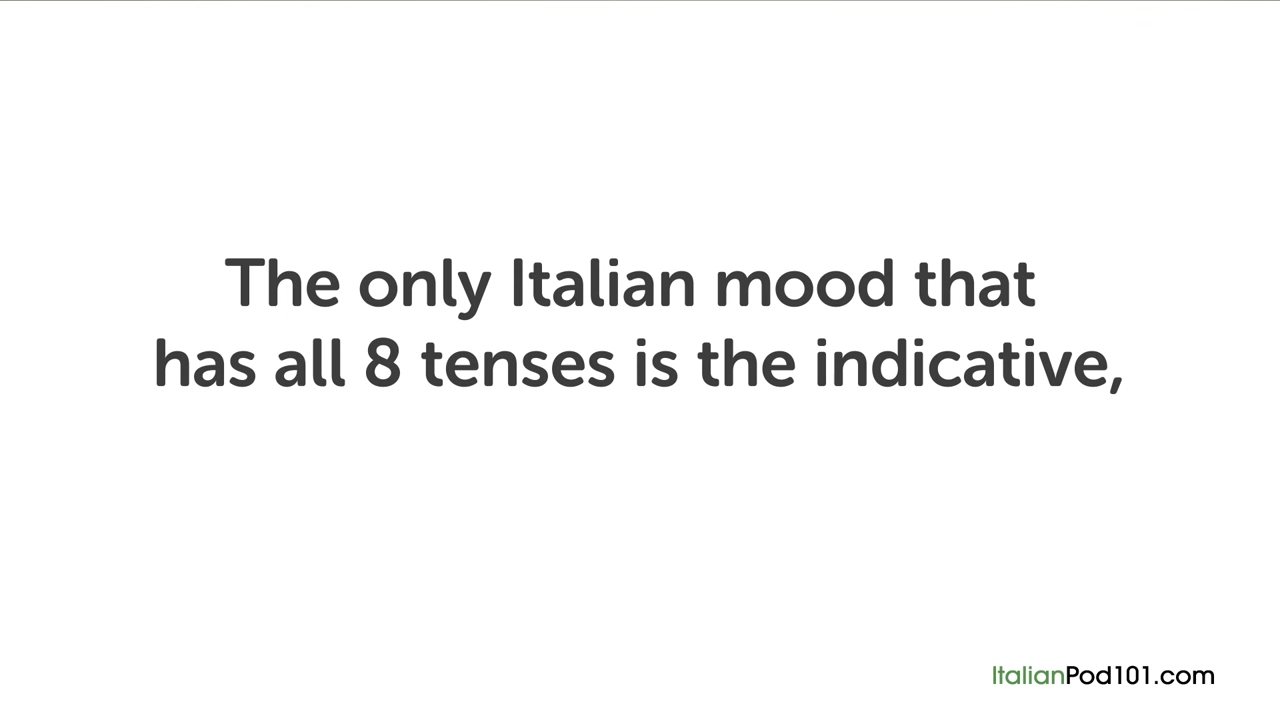 The only Italian mood that
has all 8 tenses is the indicative,
ItalianPod101.com